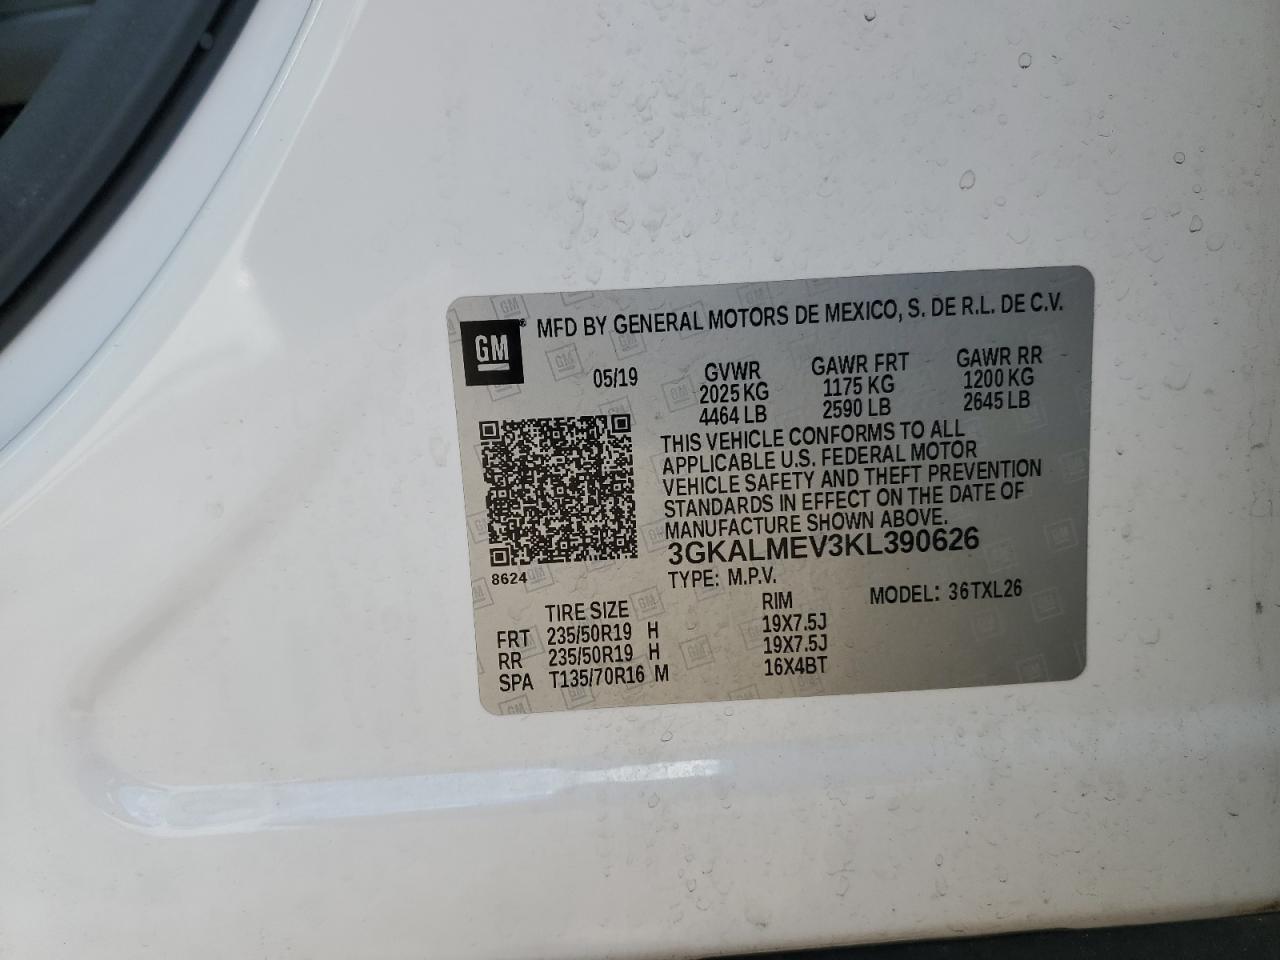 GM ® MFD BY GENERAL MOTORS DE MEXICO, S. DE R.L. DE C.V.
05/19
GVWR GAWR FRT GAWR RR
2025 KG 1175 KG 1200 KG
4464 LB 2590 LB 2645 LB
THIS VEHICLE CONFORMS TO ALL
APPLICABLE U.S. FEDERAL MOTOR
VEHICLE SAFETY AND THEFT PREVENTION
STANDARDS IN EFFECT ON THE DATE OF
MANUFACTURE SHOWN ABOVE.
3GKALMEV3KL390626
8624
TYPE: M.P.V.
MODEL: 36TXL26
TIRE SIZE RIM
FRT 235/50R19 H 19X7.5J
RR 235/50R19 H 19X7.5J
SPA T135/70R16 M 16X4BT